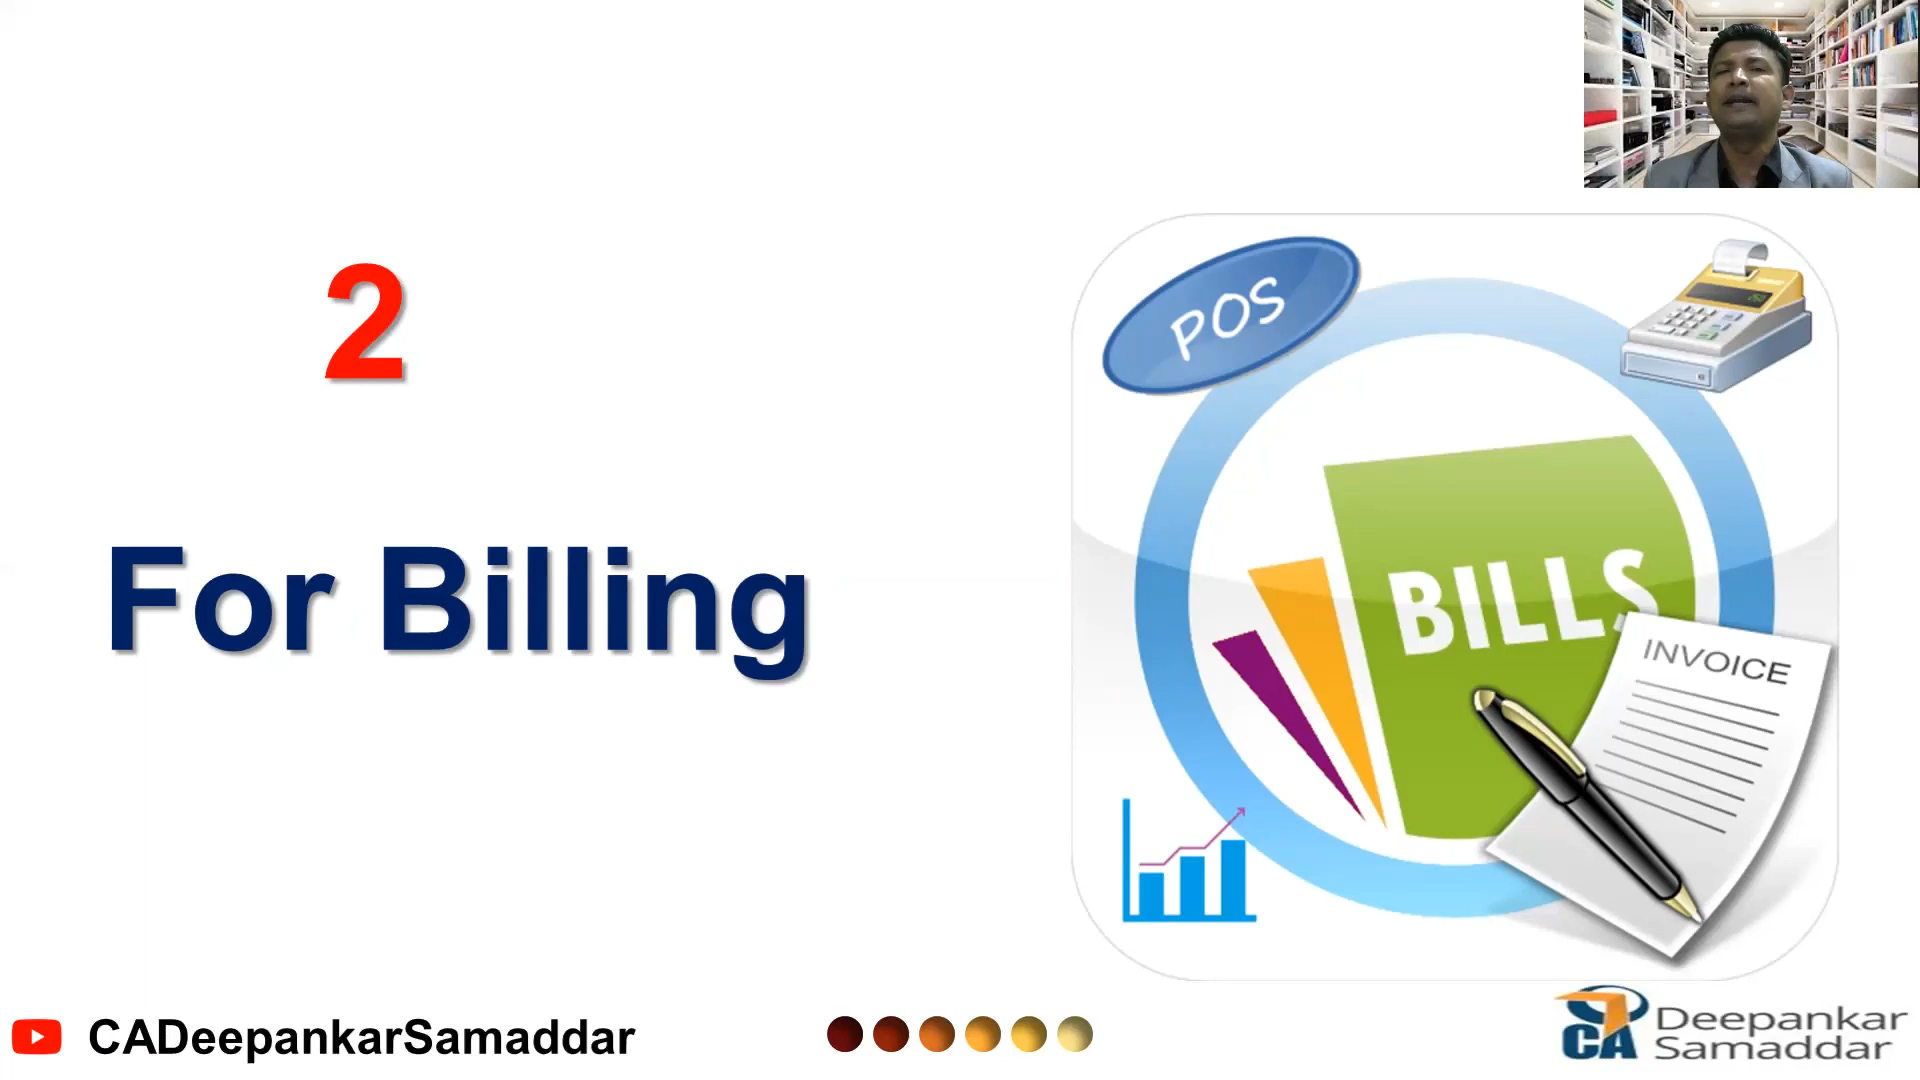 2
For Billing
POS
BILLS
INVOICE
CADeepankarSamaddar
CA
Deepankar
Samaddar